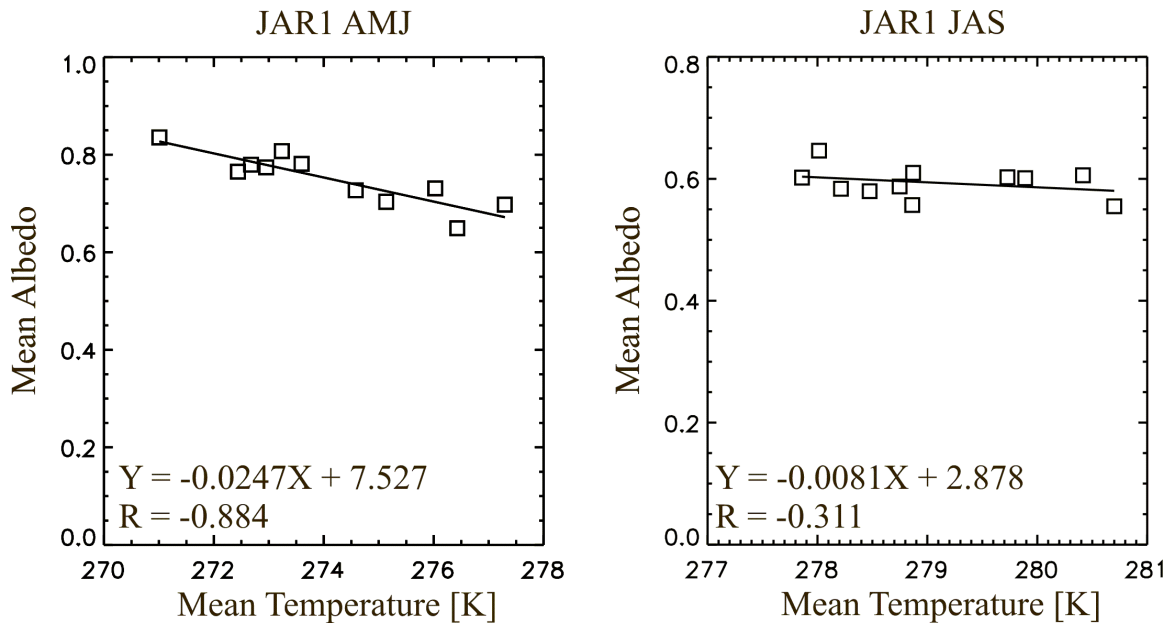 JAR1 AMJ
1.0
0.8
0.6
0.4
0.2
0.0
Mean Albedo
Y = -0.0247X + 7.527
R = -0.884
270 272 274 276 278
Mean Temperature [K]
JAR1 JAS
0.8
0.6
0.4
0.2
0.0
Mean Albedo
Y = -0.0081X + 2.878
R = -0.311
277 278 279 280 281
Mean Temperature [K]